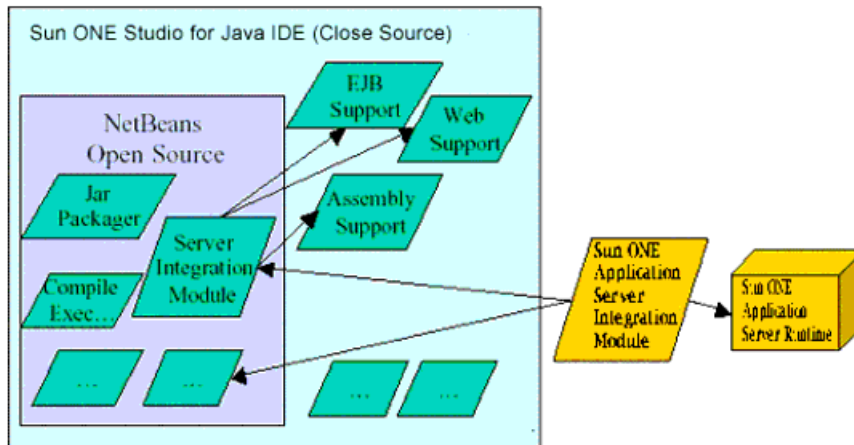 Sun ONE Studio for Java IDE (Close Source)
EJB
Support
Web
Support
NetBeans
Open Source
Jar
Packager
Assembly
Support
Server
Integration
Module
Compile
Exec...
...
...
...
...
Sun ONE
Application
Server
Integration
Module
Sun ONE
Application
Server Runtime